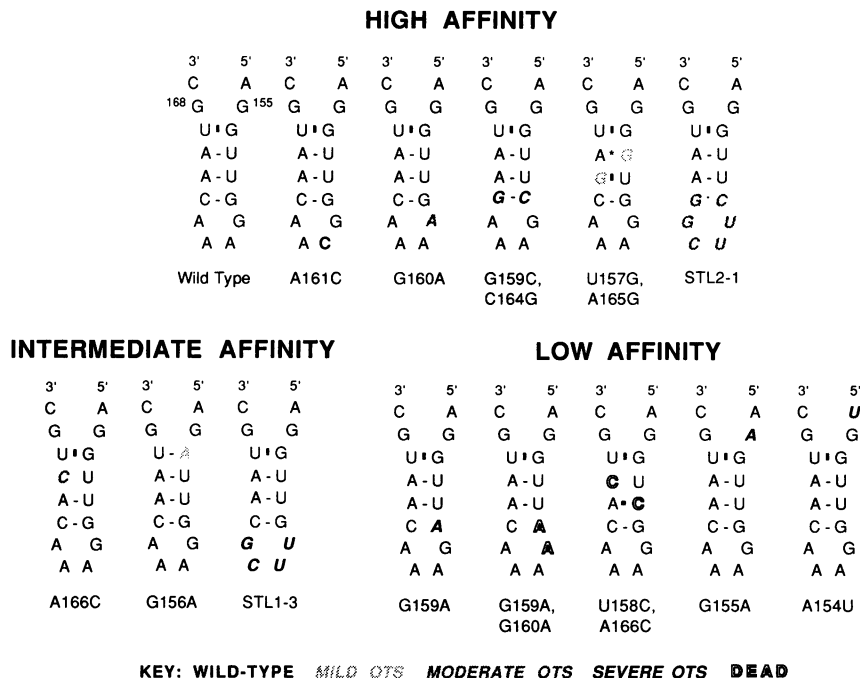 HIGH AFFINITY
3' 5' 3' 5' 3' 5' 3' 5' 3' 5' 3' 5'
C A C A C A C A C A C A
168 G G 155 G G G G G G G G G G
U ▪ G U ▪ G U ▪ G U ▪ G U ▪ G U ▪ G
A - U A - U A - U A - U A * G A - U
A - U A - U A - U A - U G ▪ U A - U
C - G C - G C - G G - C C - G G - C
A G A G A A A G A G G U
A A A C A A A A A A C U
Wild Type A161C G160A G159C, U157G, STL2-1
C164G A165G
INTERMEDIATE AFFINITY
3' 5' 3' 5' 3' 5'
C A C A C A
G G G G G G
U ▪ G U - A U ▪ G
C U A - U A - U
A - U A - U A - U
C - G C - G C - G
A G A G G U
A A A A C U
A166C G156A STL1-3
LOW AFFINITY
3' 5' 3' 5' 3' 5' 3' 5' 3' 5'
C A C A C A C A C U
G G G G G G G A G G
U ▪ G U ▪ G U ▪ G U ▪ G U ▪ G
A - U A - U C U A - U A - U
A - U A - U A ▪ C A - U A - U
C A C A C - G C - G C - G
A G A A A G A G A G
A A A A A A A A A A
G159A G159A, U158C, G155A A154U
G160A A166C
KEY: WILD-TYPE MILD OTS MODERATE OTS SEVERE OTS DEAD